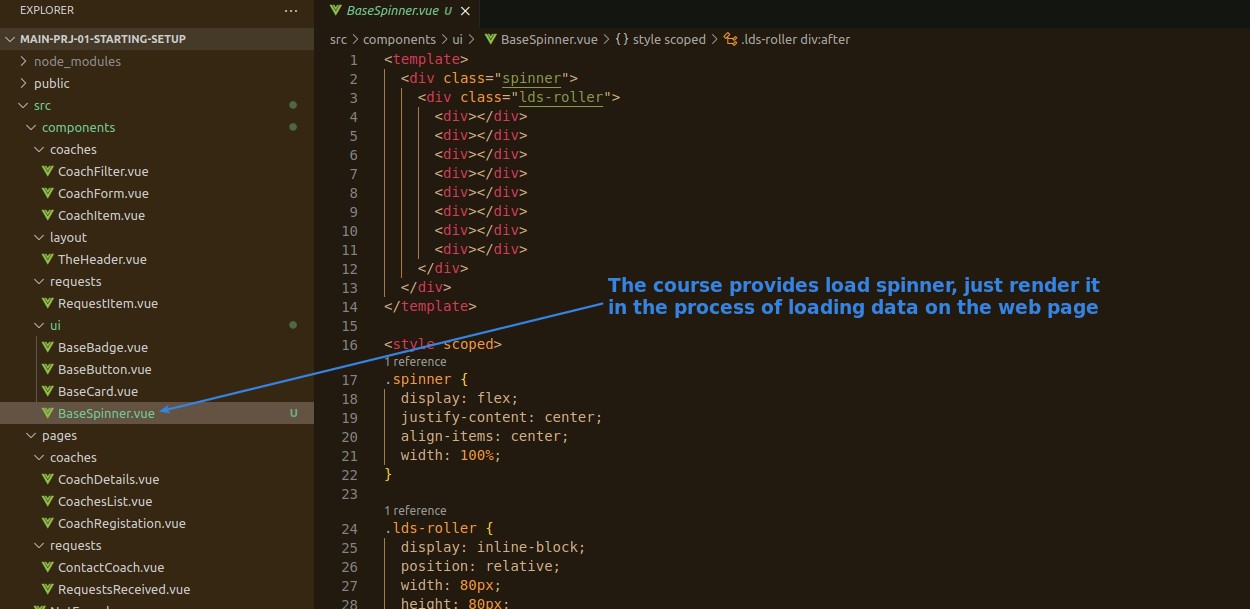 EXPLORER
MAIN-PRJ-01-STARTING-SETUP
node_modules
public
src
components
coaches
CoachFilter.vue
CoachForm.vue
CoachItem.vue
layout
TheHeader.vue
requests
RequestItem.vue
ui
BaseBadge.vue
BaseButton.vue
BaseCard.vue
BaseSpinner.vue U
pages
coaches
CoachDetails.vue
CoachesList.vue
CoachRegistation.vue
requests
ContactCoach.vue
RequestsReceived.vue
BaseSpinner.vue U
src > components > ui > BaseSpinner.vue > {} style scoped > .lds-roller div:after
1 <template>
2 <div class="spinner">
3 <div class="lds-roller">
4 <div></div>
5 <div></div>
6 <div></div>
7 <div></div>
8 <div></div>
9 <div></div>
10 <div></div>
11 <div></div>
12 </div>
13 </div>
14 </template>
15
16 <style scoped>
1 reference
17 .spinner {
18 display: flex;
19 justify-content: center;
20 align-items: center;
21 width: 100%;
22 }
23
1 reference
24 .lds-roller {
25 display: inline-block;
26 position: relative;
27 width: 80px;
28 height: 80px;
The course provides load spinner, just render it
in the process of loading data on the web page